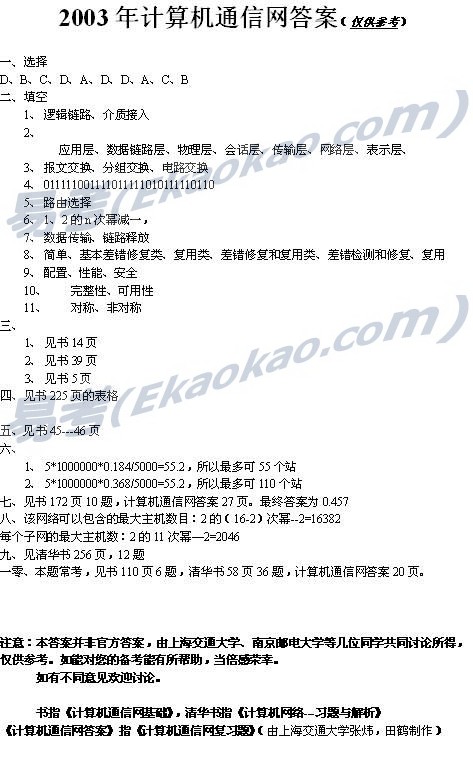 2003 年计算机通信网答案(仅供参考)
一、选择
D、B、C、D、A、D、D、A、C、B
二、填空
1、 逻辑链路、介质接入
2、
应用层、数据链路层、物理层、会话层、传输层、网络层、表示层、
3、 报文交换、分组交换、电路交换
4、 0111110011110111110101111110110
5、 路由选择
6、 1、2 的 n 次幂减一,
7、 数据传输、链路释放
8、 简单、基本差错修复类、复用类、差错修复和复用类、差错检测和修复、复用
9、 配置、性能、安全
10、 完整性、可用性
11、 对称、非对称
三、
1、 见书 14 页
2、 见书 39 页
3、 见书 5 页
四、见书 225 页的表格
五、见书 45---46 页
六、
1、 5*1000000*0.184/5000=55.2,所以最多可 55 个站
2、 5*1000000*0.368/5000=55.2,所以最多可 110 个站
七、见书 172 页 10 题,计算机通信网答案 27 页。最终答案为 0.457
八、该网络可以包含的最大主机数目:2 的(16-2)次幂--2=16382
每个子网的最大主机数:2 的 11 次幂—2=2046
九、见清华书 256 页,12 题
一零、本题常考,见书 110 页 6 题,清华书 58 页 36 题,计算机通信网答案 20 页。
注意:本答案并非官方答案,由上海交通大学、南京邮电大学等几位同学共同讨论所得,
仅供参考。如能对您的备考能有所帮助,当倍感荣幸。
如有不同意见欢迎讨论。
书指《计算机通信网基础》,清华书指《计算机网络---习题与解析》
《计算机通信网答案》指《计算机通信网复习题》(由上海交通大学张炜,田鹤制作)
易考(Ekaokao.com)
易考(Ekaokao.com)